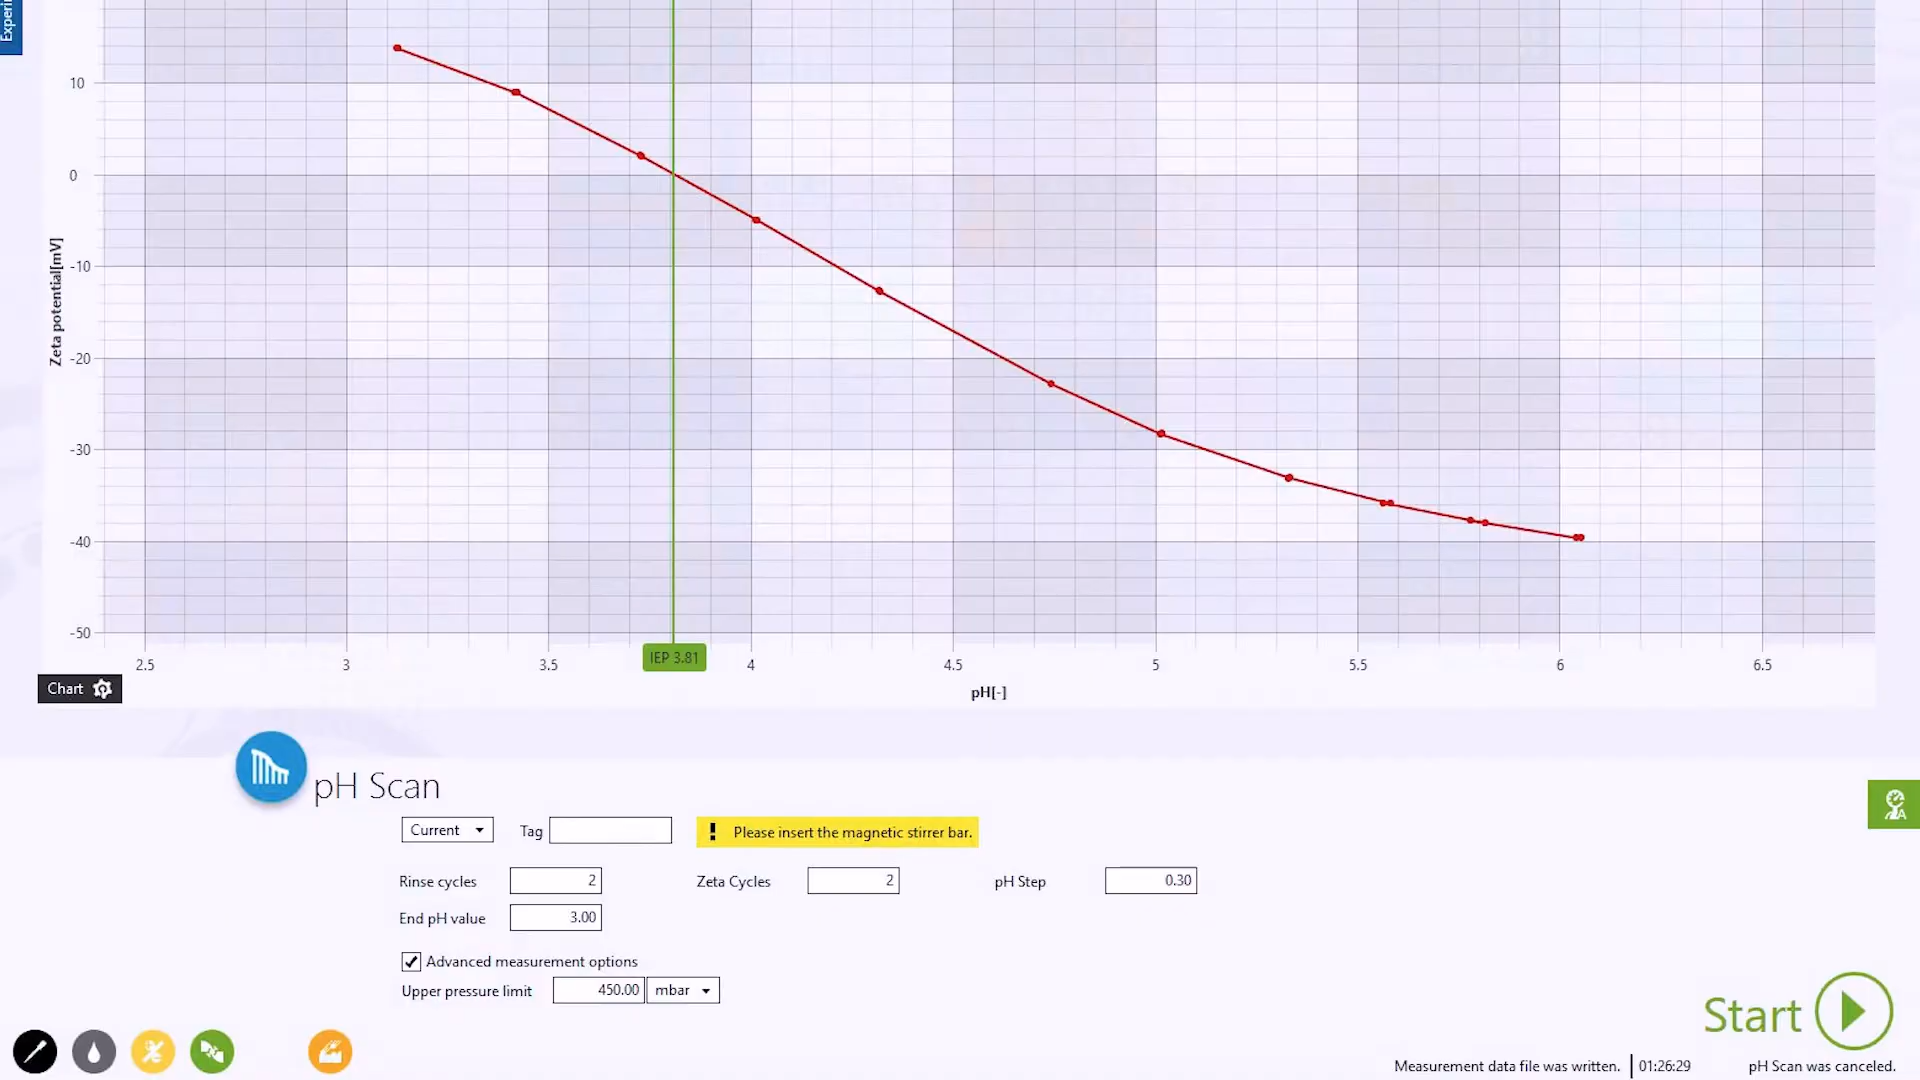 Experi
10
0
-10
-20
-30
-40
-50
Zeta potential[mV]
2.5 3 3.5 IEP 3.81 4 4.5 5 5.5 6 6.5
pH[-]
Chart
pH Scan
Current Tag ! Please insert the magnetic stirrer bar.
Rinse cycles 2 Zeta Cycles 2 pH Step 0.30
End pH value 3.00
Advanced measurement options
Upper pressure limit 450.00 mbar
Start
Measurement data file was written. 01:26:29 pH Scan was canceled.